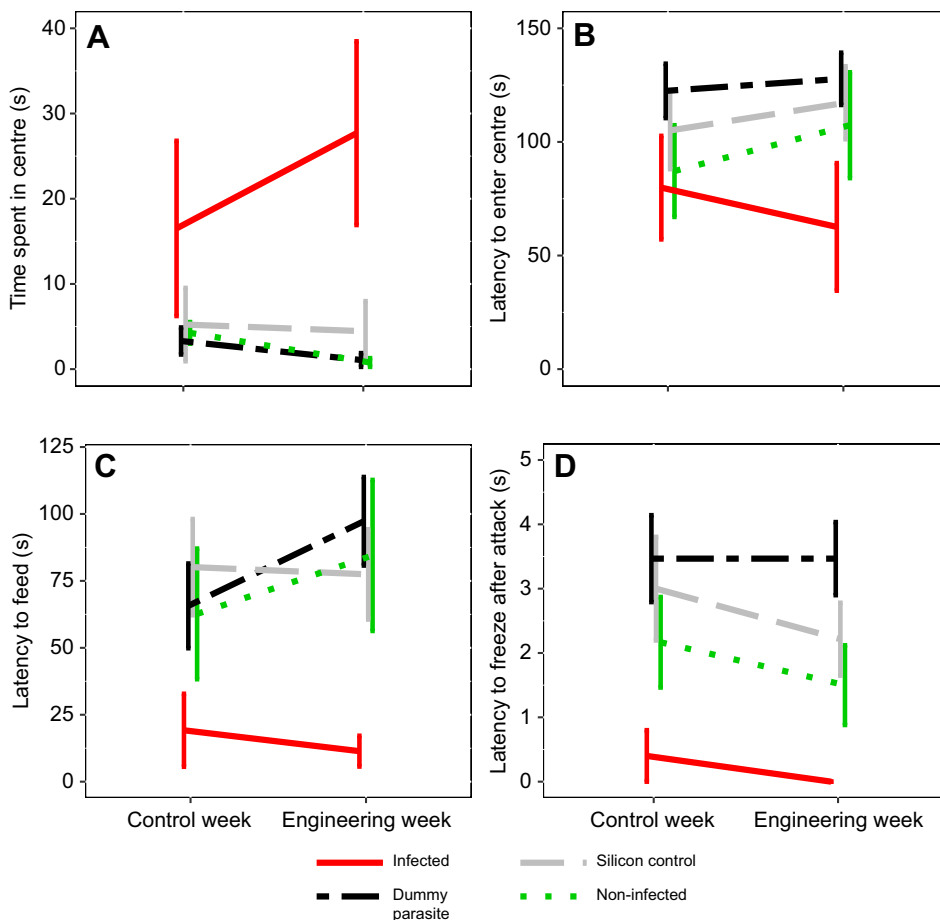 A
Time spent in centre (s)
40
30
20
10
0
B
Latency to enter centre (s)
150
100
50
0
C
Latency to feed (s)
125
100
75
50
25
0
Control week
Engineering week
D
Latency to freeze after attack (s)
5
4
3
2
1
0
Control week
Engineering week
Infected
Silicon control
Dummy
parasite
Non-infected